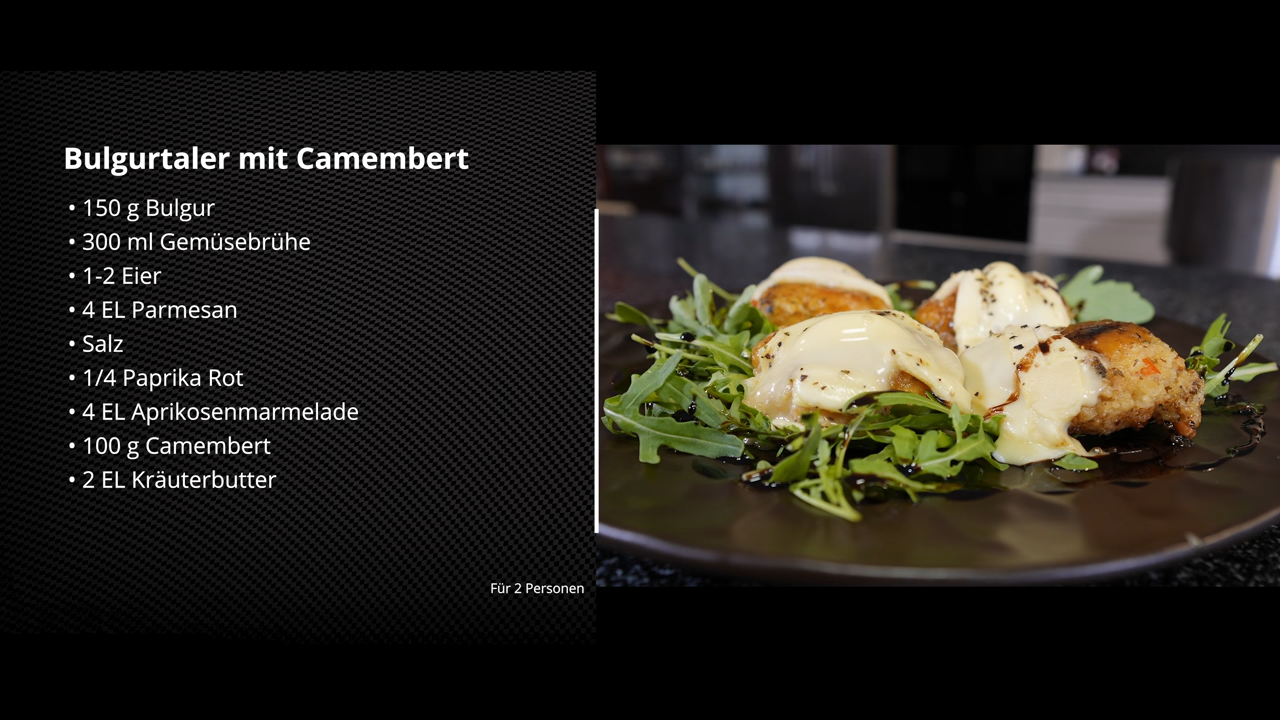 Bulgurtaler mit Camembert
• 150 g Bulgur
• 300 ml Gemüsebrühe
• 1-2 Eier
• 4 EL Parmesan
• Salz
• 1/4 Paprika Rot
• 4 EL Aprikosenmarmelade
• 100 g Camembert
• 2 EL Kräuterbutter
Für 2 Personen